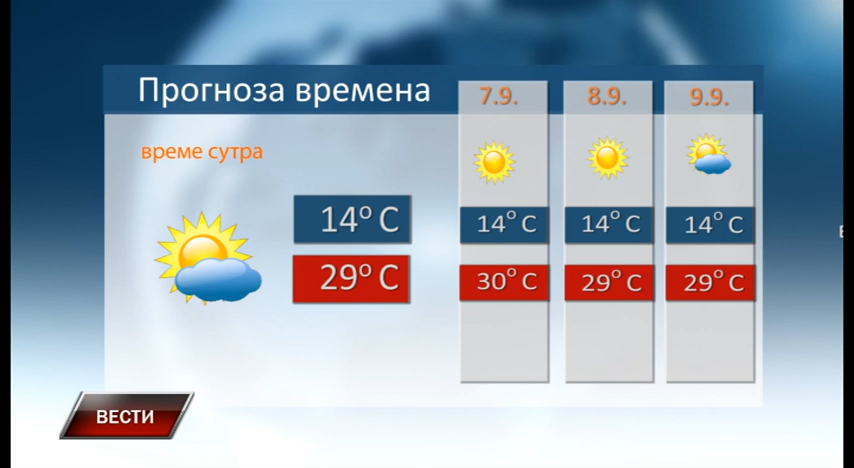 Прогноза времена
време сутра
14° C
29° C
7.9.
14° C
30° C
8.9.
14° C
29° C
9.9.
14° C
29° C
ВЕСТИ